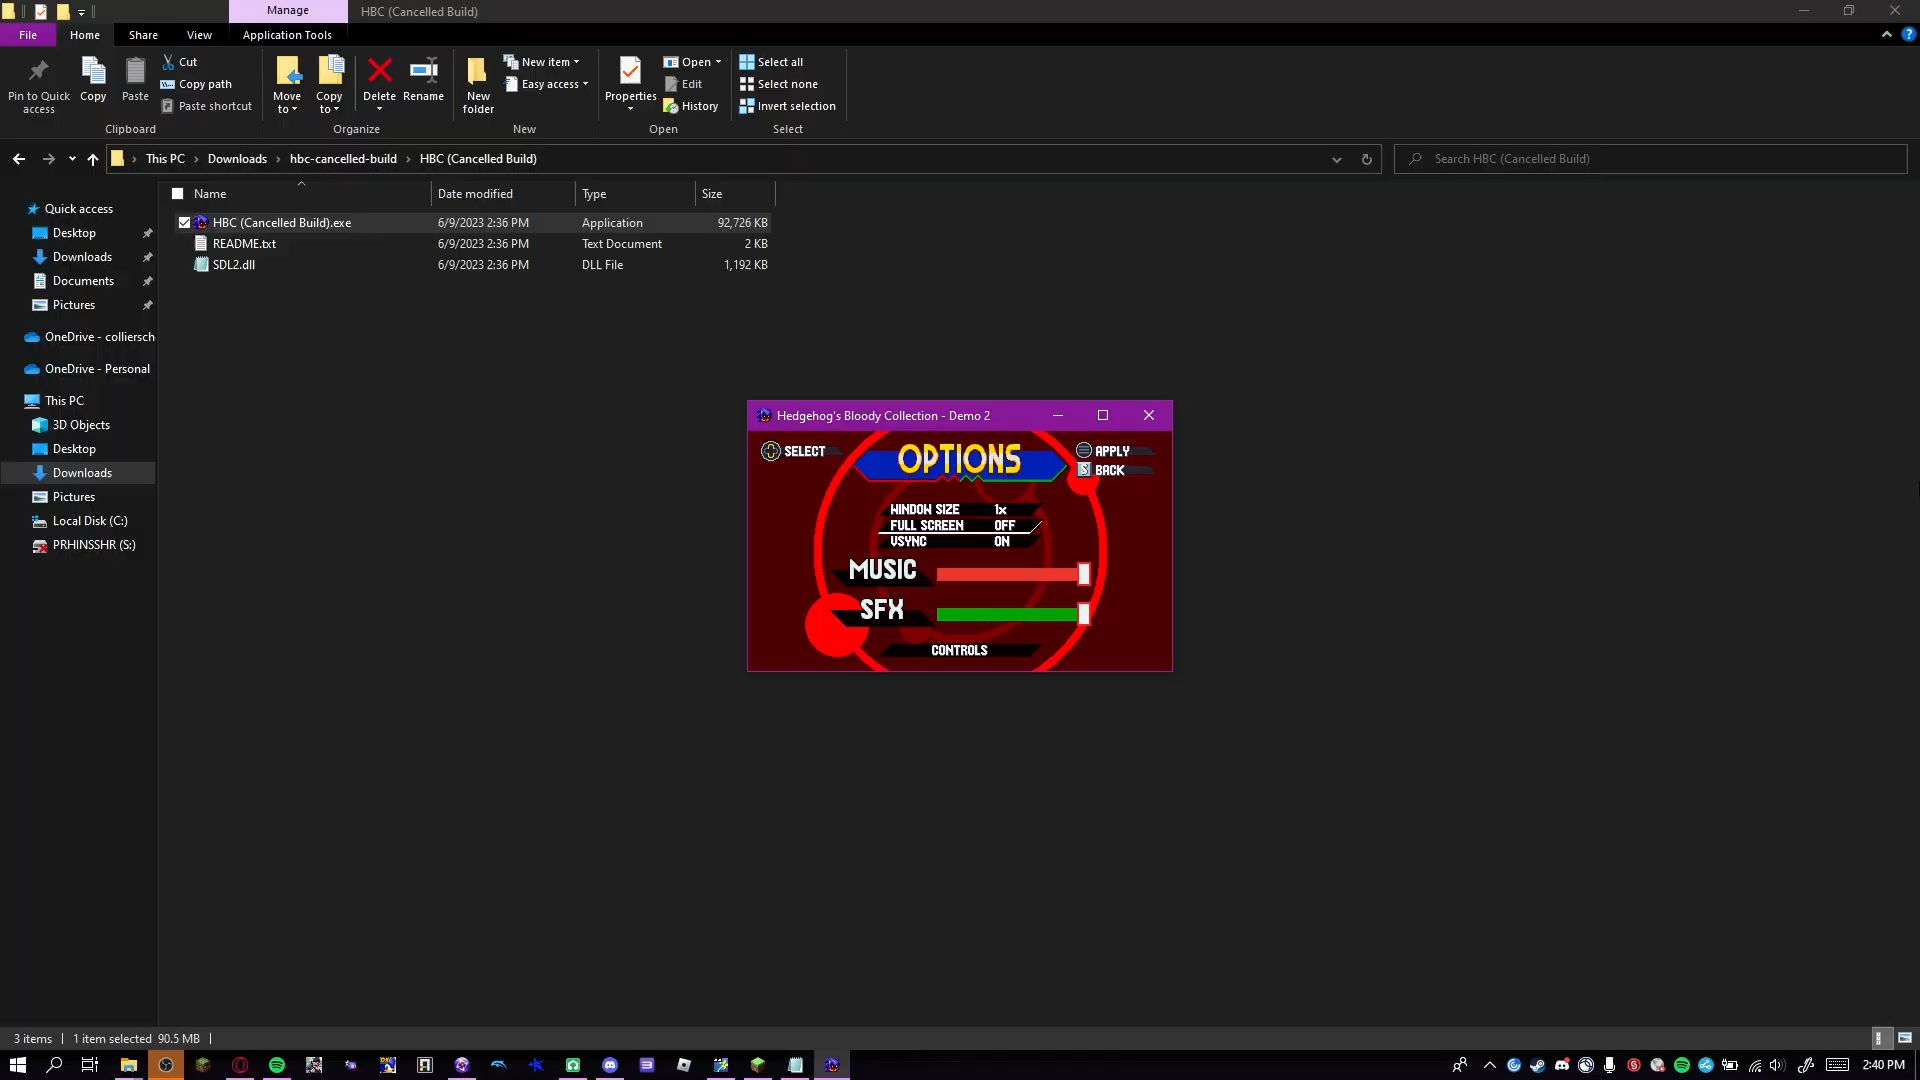 Manage
HBC (Cancelled Build)
File
Home
Share
View
Application Tools
Pin to Quick access
Copy
Paste
Cut
Copy path
Paste shortcut
Clipboard
Move to
Copy to
Delete
Rename
Organize
New folder
New item
Easy access
New
Properties
Open
Edit
History
Open
Select all
Select none
Invert selection
Select
This PC > Downloads > hbc-cancelled-build > HBC (Cancelled Build)
Search HBC (Cancelled Build)
Name Date modified Type Size
HBC (Cancelled Build).exe 6/9/2023 2:36 PM Application 92,726 KB
README.txt 6/9/2023 2:36 PM Text Document 2 KB
SDL2.dll 6/9/2023 2:36 PM DLL File 1,192 KB
Quick access
Desktop
Downloads
Documents
Pictures
OneDrive - colliersch
OneDrive - Personal
This PC
3D Objects
Desktop
Downloads
Pictures
Local Disk (C:)
PRHINSSHR (S:)
Hedgehog's Bloody Collection - Demo 2
SELECT
OPTIONS
APPLY
S BACK
WINDOW SIZE 1x
FULL SCREEN OFF
VSYNC ON
MUSIC
SFX
CONTROLS
3 items
1 item selected 90.5 MB
2:40 PM